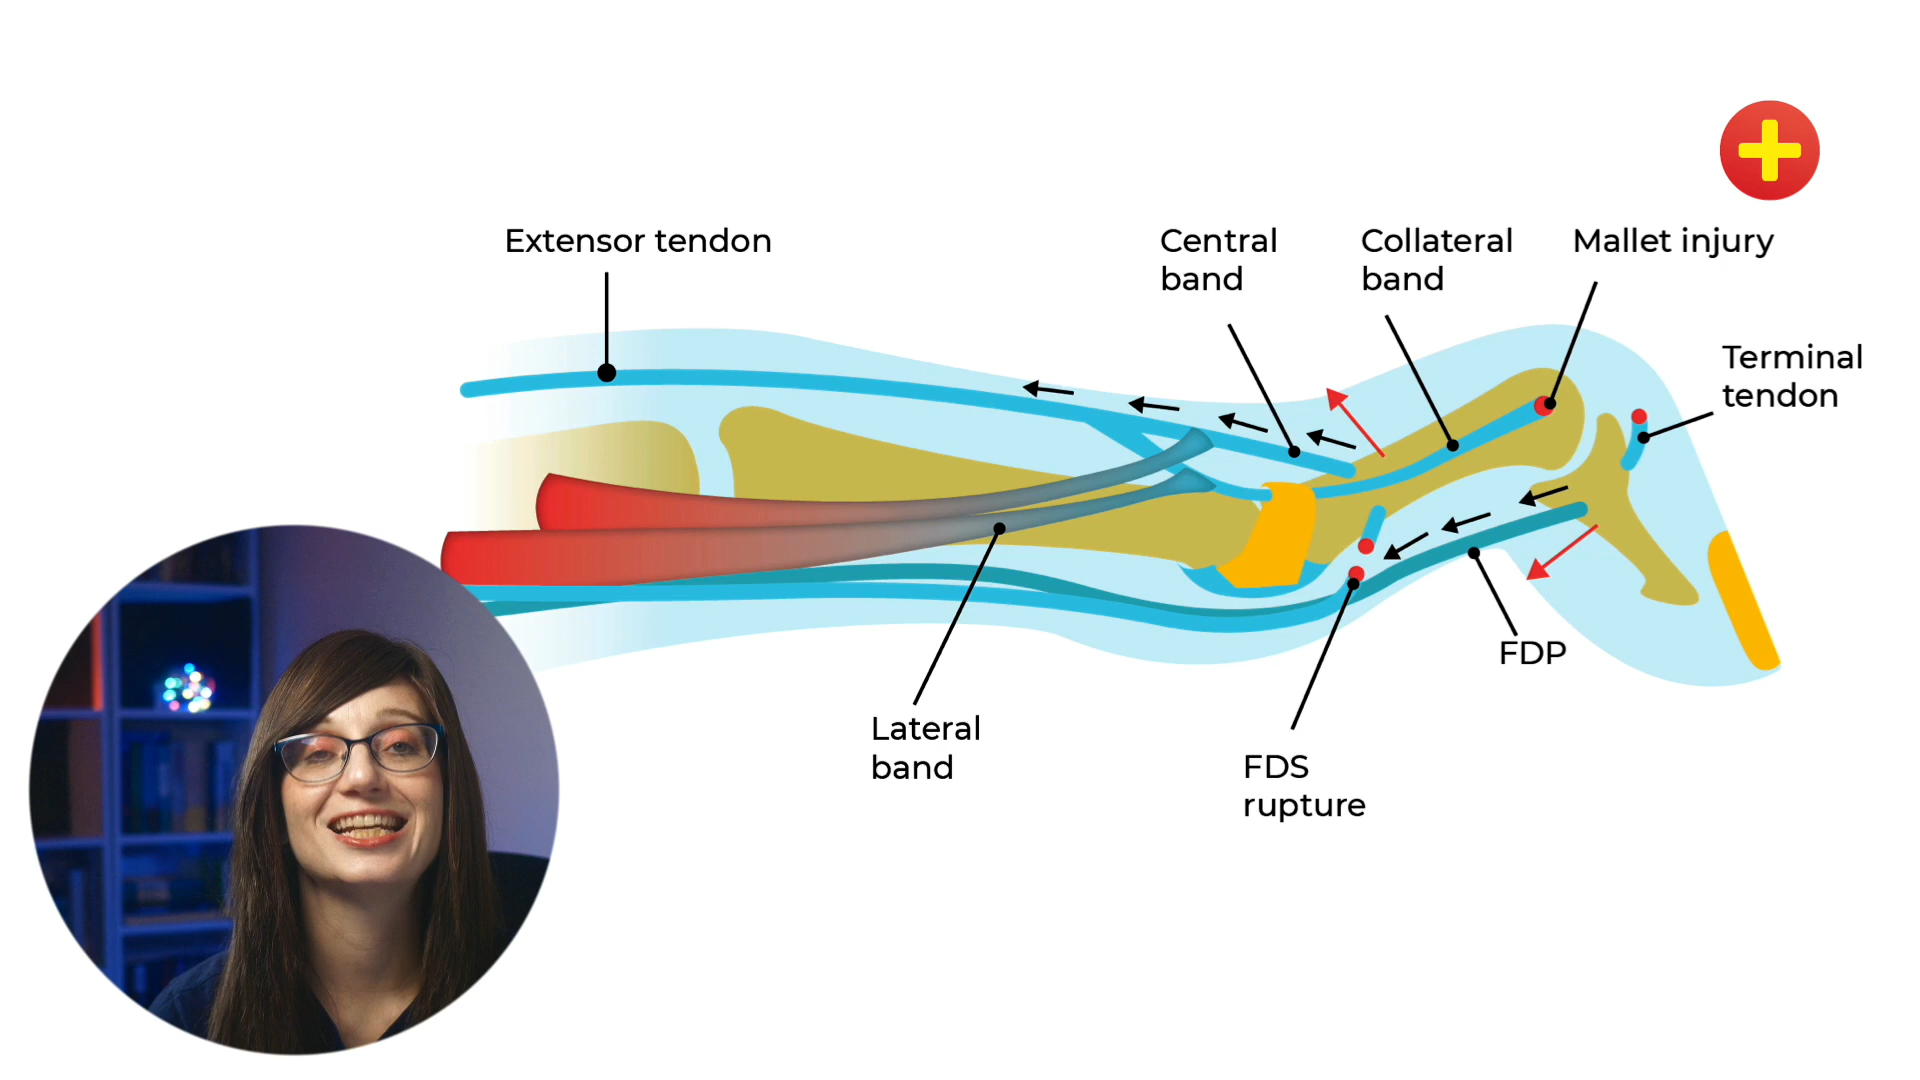 Extensor tendon
Central
band
Collateral
band
Mallet injury
Terminal
tendon
FDP
Lateral
band
FDS
rupture